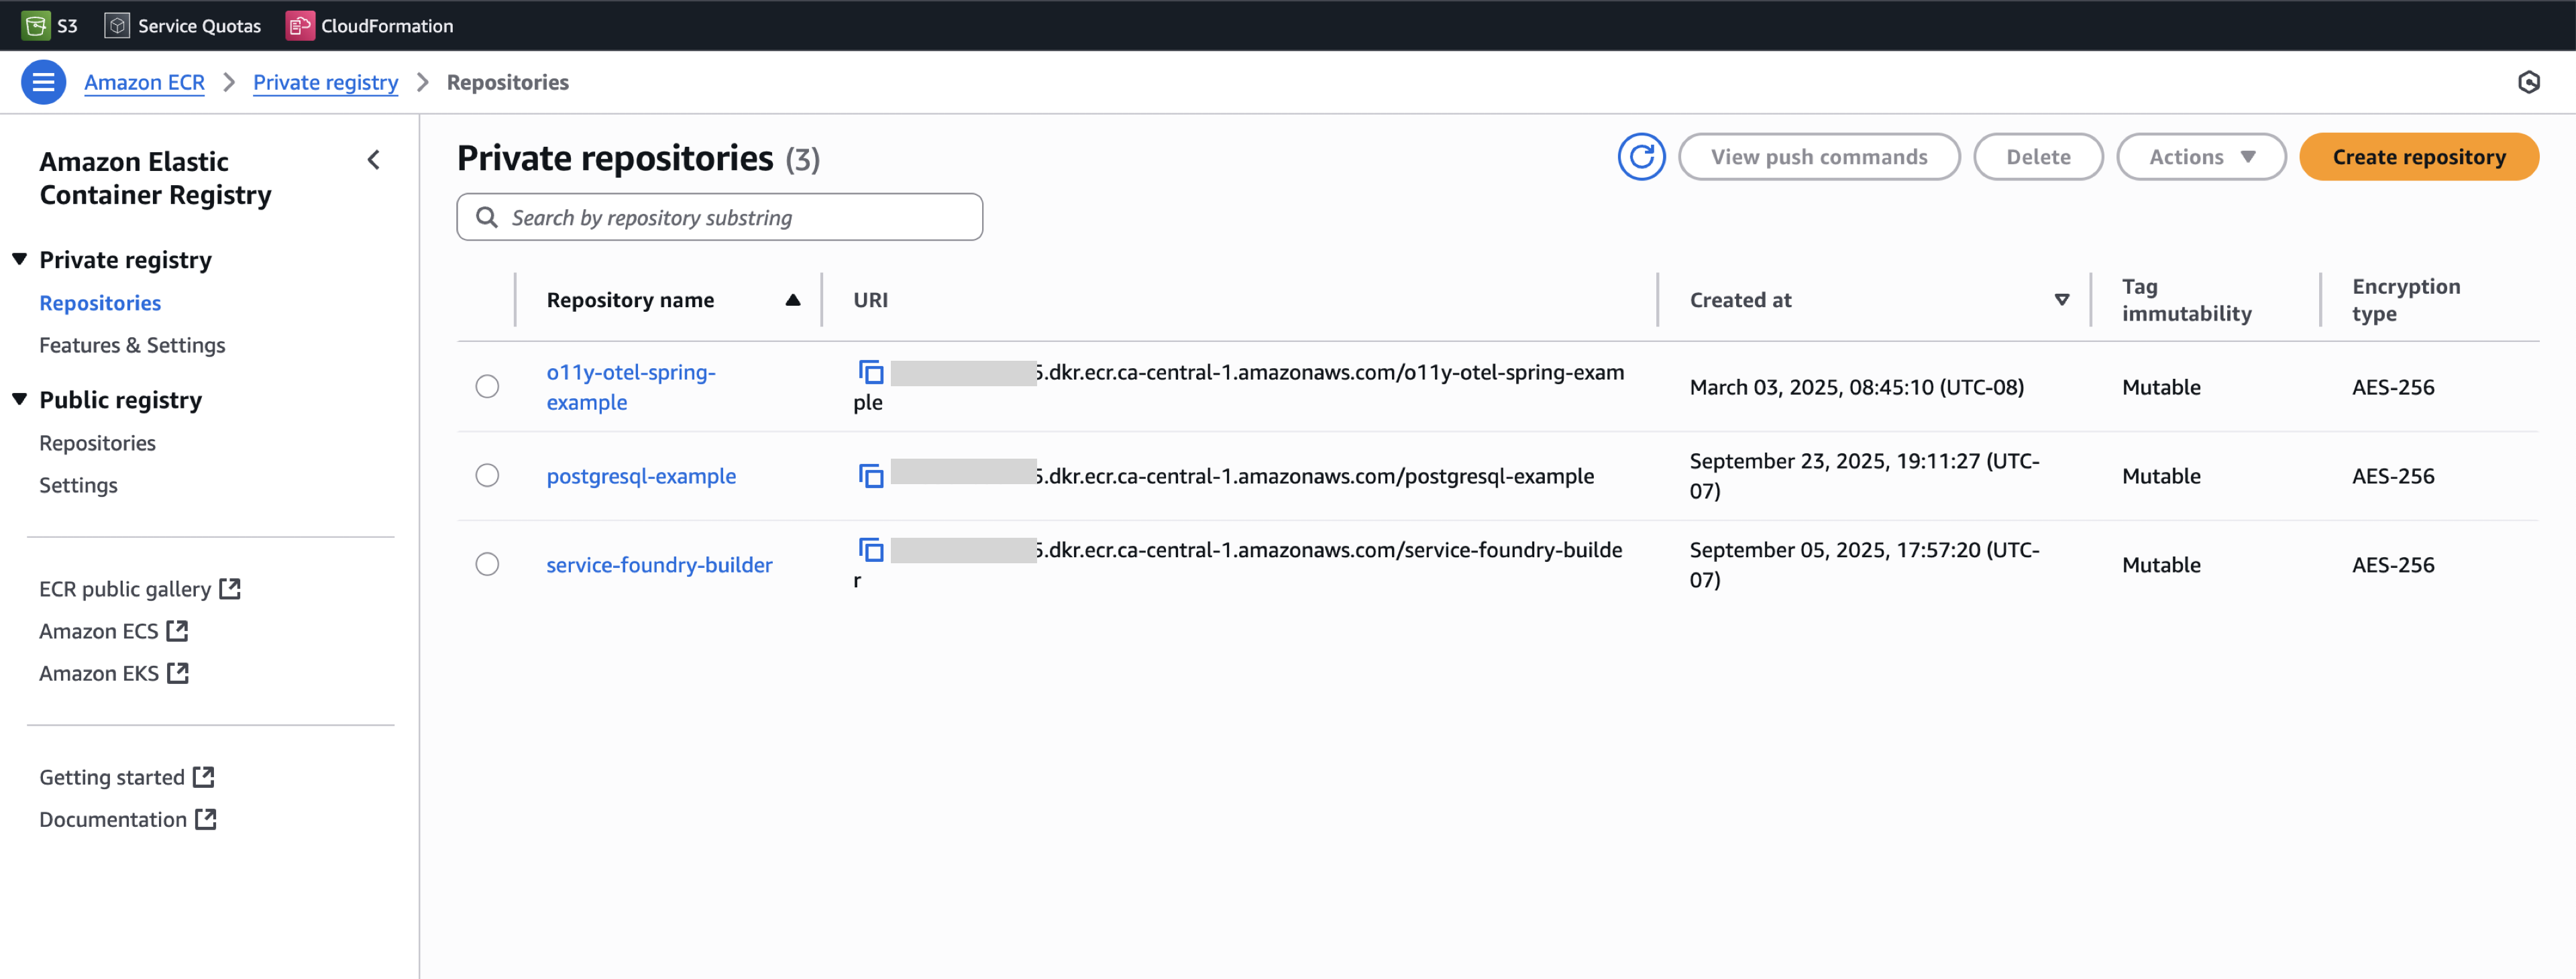 S3 Service Quotas CloudFormation
Amazon ECR > Private registry > Repositories
Amazon Elastic
Container Registry
Private registry
Repositories
Features & Settings
Public registry
Repositories
Settings
ECR public gallery
Amazon ECS
Amazon EKS
Getting started
Documentation
Private repositories (3)
View push commands
Delete
Actions
Create repository
Search by repository substring
Repository name
URI
Created at
Tag
immutability
Encryption
type
o11y-otel-spring-
example
5.dkr.ecr.ca-central-1.amazonaws.com/o11y-otel-spring-exam
ple
March 03, 2025, 08:45:10 (UTC-08)
Mutable
AES-256
postgresql-example
5.dkr.ecr.ca-central-1.amazonaws.com/postgresql-example
September 23, 2025, 19:11:27 (UTC-
07)
Mutable
AES-256
service-foundry-builder
5.dkr.ecr.ca-central-1.amazonaws.com/service-foundry-builde
r
September 05, 2025, 17:57:20 (UTC-
07)
Mutable
AES-256